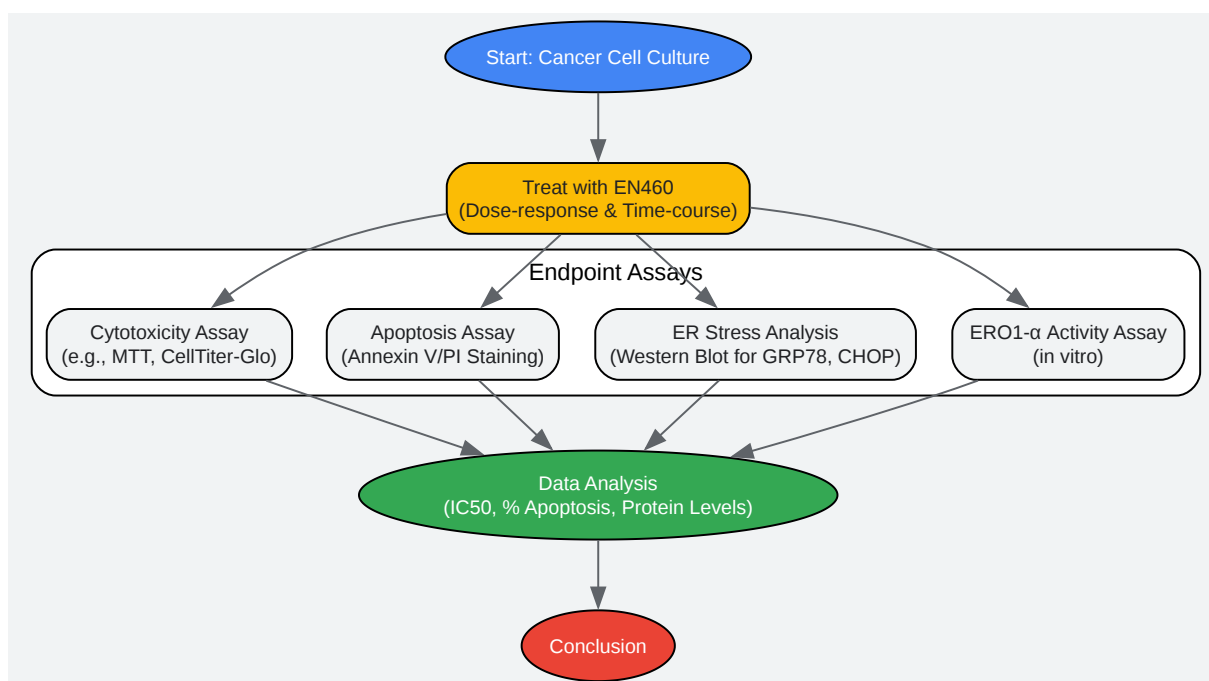 Start: Cancer Cell Culture
Treat with EN460
(Dose-response & Time-course)
Endpoint Assays
Cytotoxicity Assay
(e.g., MTT, CellTiter-Glo)
Apoptosis Assay
(Annexin V/PI Staining)
ER Stress Analysis
(Western Blot for GRP78, CHOP)
ERO1-α Activity Assay
(in vitro)
Data Analysis
(IC50, % Apoptosis, Protein Levels)
Conclusion